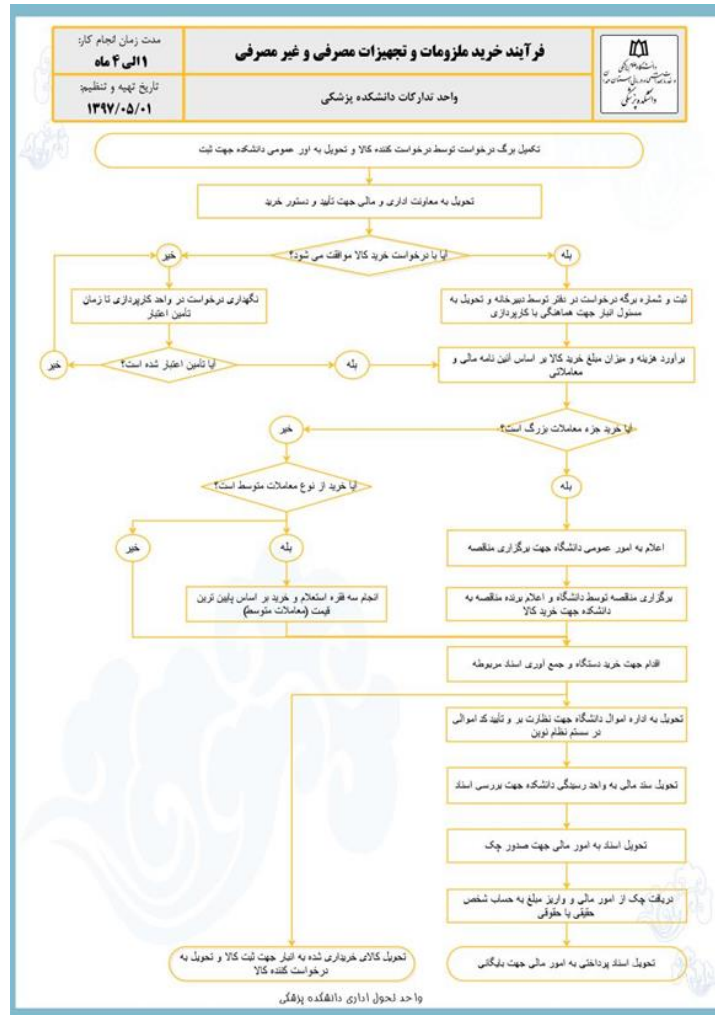 مدت زمان انجام کار:
۱ الی ۴ ماه
تاریخ تهیه و تنظیم:
۱۳۹۷/۰۵/۰۱
فرآیند خرید ملزومات و تجهیزات مصرفی و غیر مصرفی
واحد تدارکات دانشکده پزشکی
دانشکده پزشکی
تکمیل برگ درخواست توسط درخواست کننده کالا و تحویل به اور عمومی دانشکده جهت ثبت
تحویل به معاونت اداری و مالی جهت تأیید و دستور خرید
آیا با درخواست خرید کالا موافقت می شود؟
بله
خیر
ثبت و شماره برگه درخواست در دفتر توسط دبیرخانه و تحویل به
مسئول انبار جهت هماهنگی با کارپردازی
نگهداری درخواست در واحد کارپردازی تا زمان
تأمین اعتبار
برآورد هزینه و میزان مبلغ خرید کالا بر اساس آئین نامه مالی و
معاملاتی
بله
آیا تأمین اعتبار شده است؟
خیر
آیا خرید جزء معاملات بزرگ است؟
خیر
بله
آیا خرید از نوع معاملات متوسط است؟
اعلام به امور عمومی دانشگاه جهت برگزاری مناقصه
بله
خیر
برگزاری مناقصه توسط دانشگاه و اعلام برنده مناقصه به
دانشکده جهت خرید کالا
انجام سه فقره استعلام و خرید بر اساس پایین ترین
قیمت (معاملات متوسط)
اقدام جهت خرید دستگاه و جمع آوری اسناد مربوطه
تحویل به اداره اموال دانشگاه جهت نظارت بر و تأیید کد اموالی
در سستم نظام نوین
تحویل سند مالی به واحد رسیدگی دانشکده جهت بررسی اسناد
تحویل اسناد به امور مالی جهت صدور چک
دریافت چک از امور مالی و واریز مبلغ به حساب شخص
حقیقی یا حقوقی
تحویل اسناد پرداختی به امور مالی جهت بایگانی
تحویل کالای خریداری شده به انبار جهت ثبت کالا و تحویل به
درخواست کننده کالا
واحد تحول اداری دانشکده پزشکی